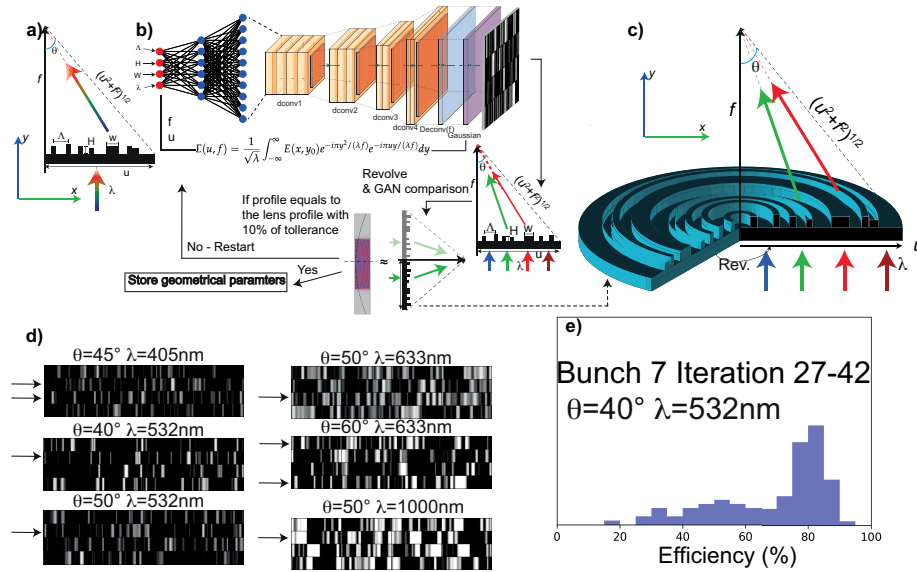 a)
θ
f
(u²+f²)^1/2
Λ
H
w
u
y
x
λ
b)
Λ
H
W
λ
f
u
dconv1
dconv2
dconv3
dconv4
Deconv(f)
Gaussian
E(u, f) = 1/√λ ∫_{-∞}^{∞} E(x, y₀)e^{-iπy²/(λf)}e^{-iπuy/(λf)}dy
Revolve
& GAN comparison
f
θ
(u²+f²)^1/2
Λ
H
w
u
λ
If profile equals to
the lens profile with
10% of tollerance
No - Restart
Yes
Store geometrical paramters
≈
c)
y
x
θ
f
(u²+f²)^1/2
Rev.
u
λ
d)
θ=45° λ=405nm
θ=40° λ=532nm
θ=50° λ=532nm
θ=50° λ=633nm
θ=60° λ=633nm
θ=50° λ=1000nm
e)
Bunch 7 Iteration 27-42
θ=40° λ=532nm
0 20 40 60 80 100
Efficiency (%)